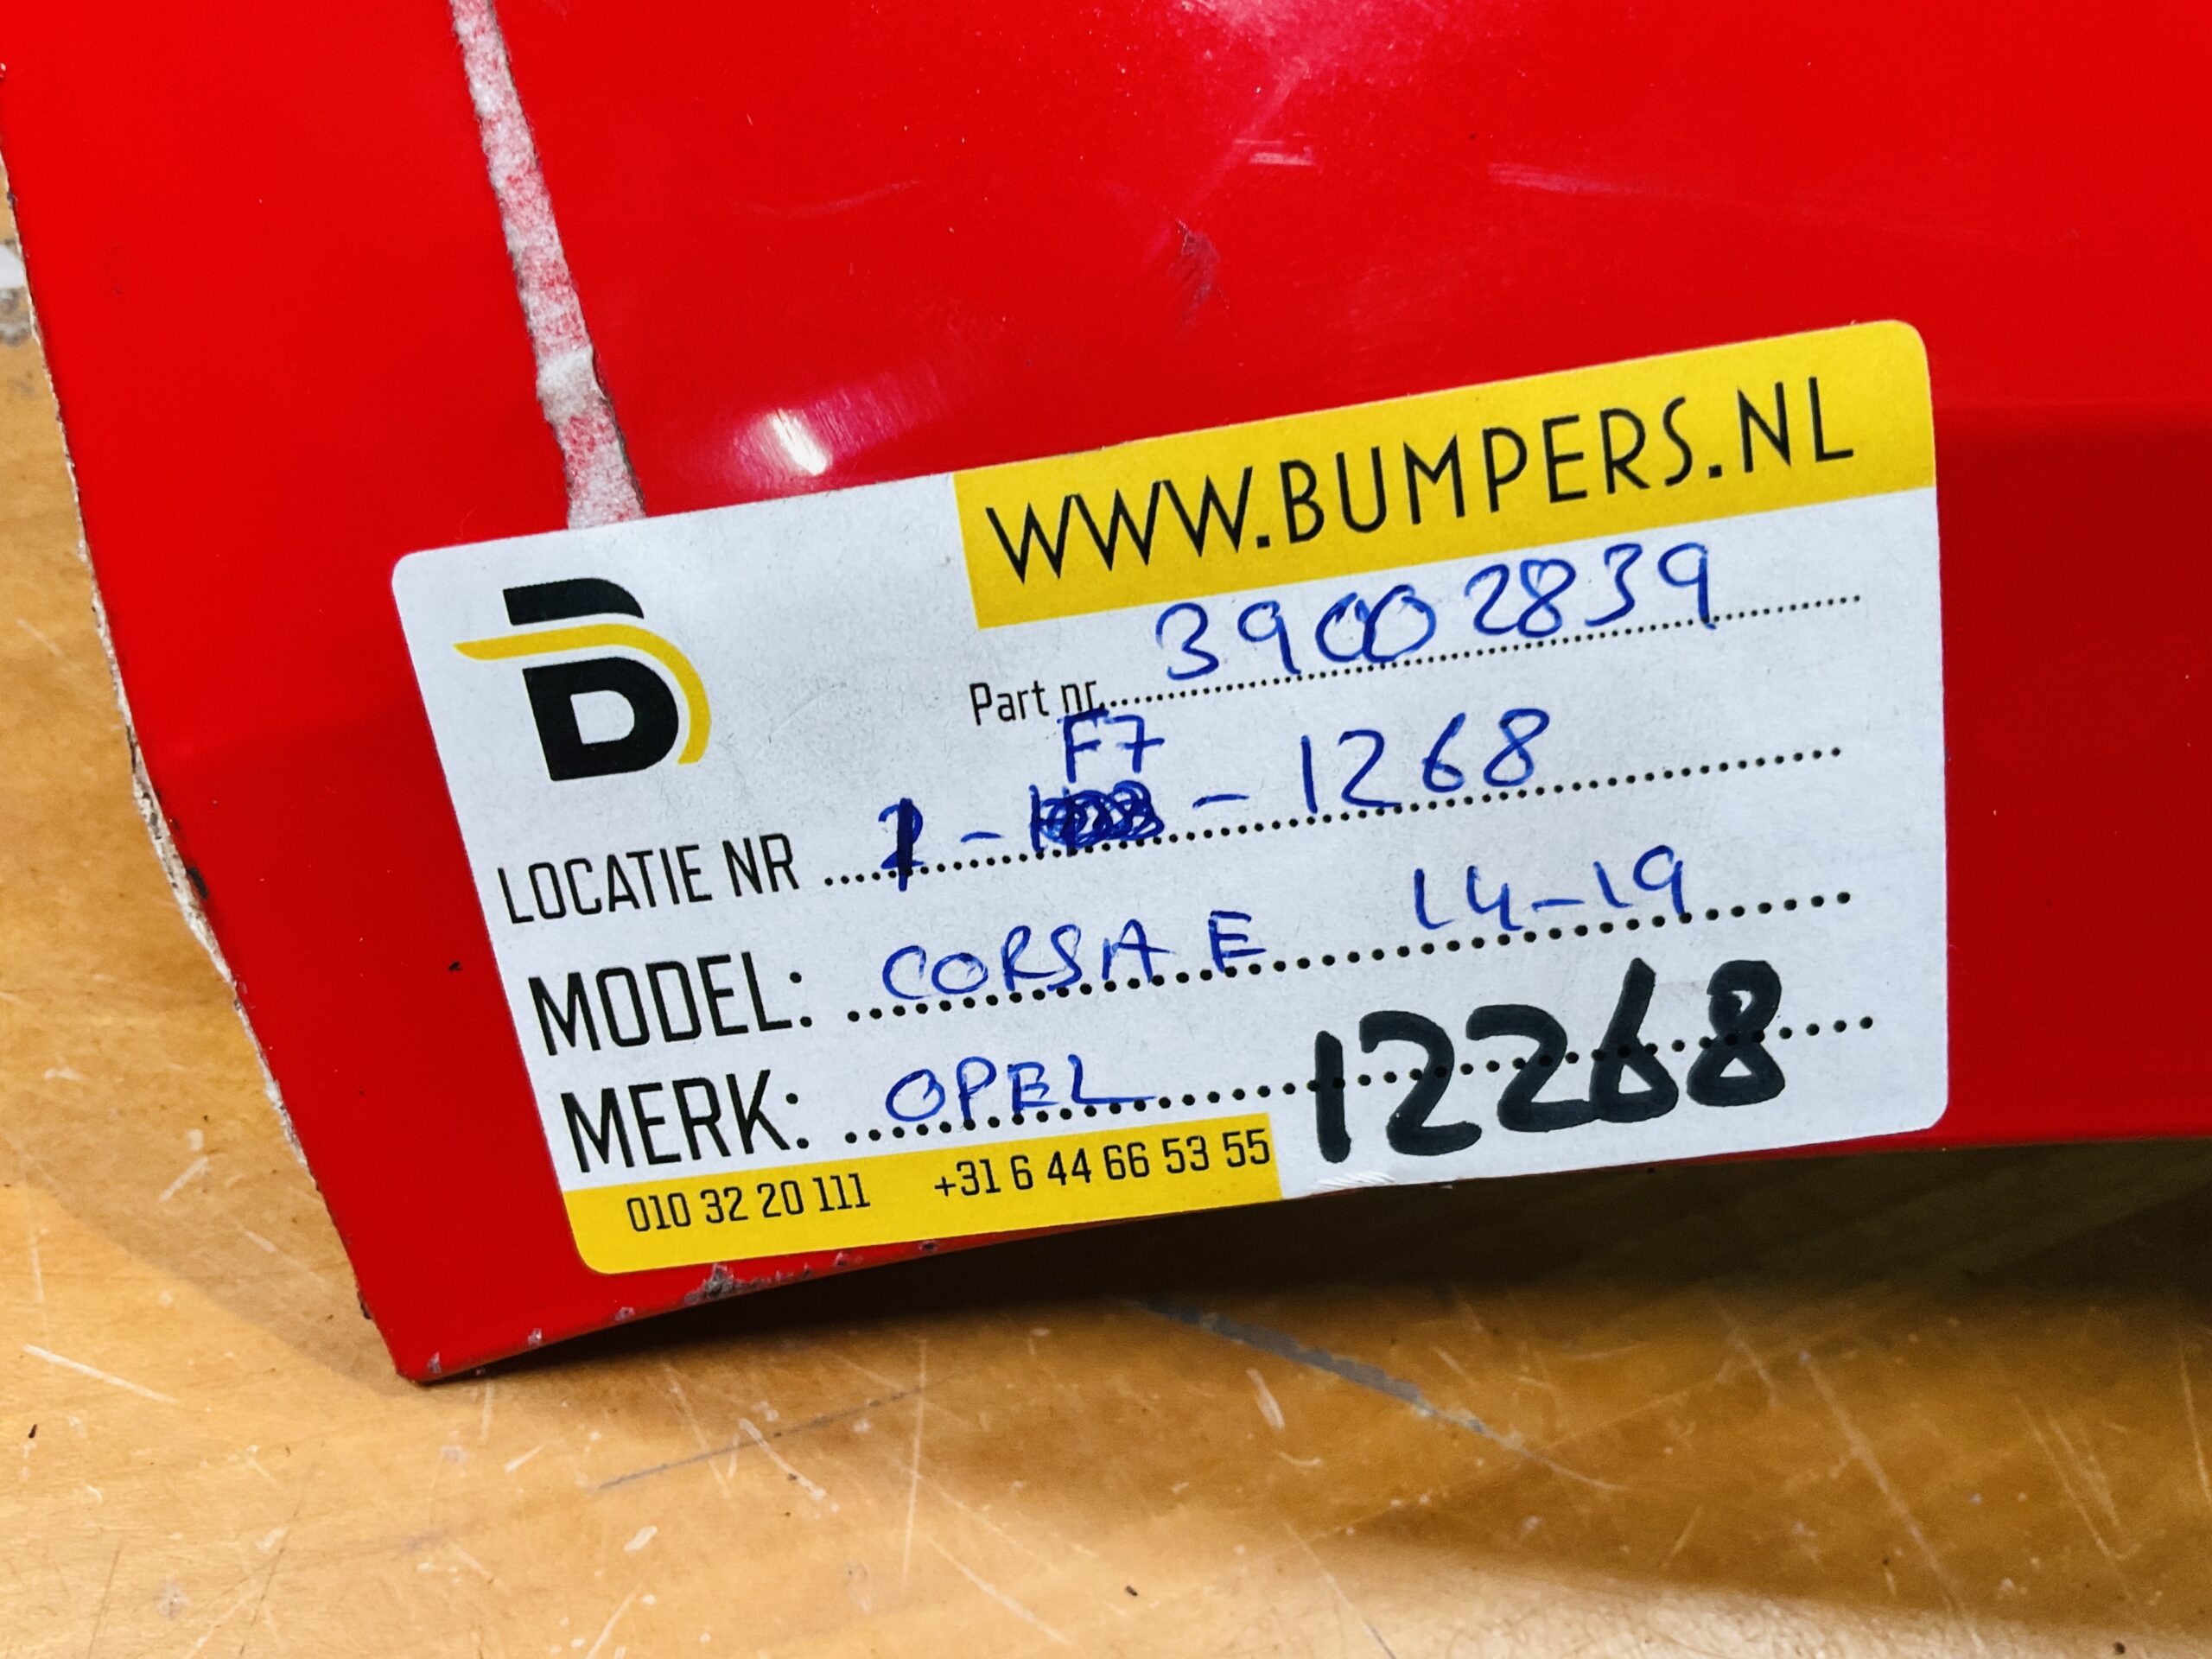 WWW.BUMPERS.NL
Part nr. 39002839
F7
LOCATIE NR 1 - - 1268
MODEL: CORSA E 14-19
MERK: OPEL 12268
010 32 20 111 +31 6 44 66 53 55